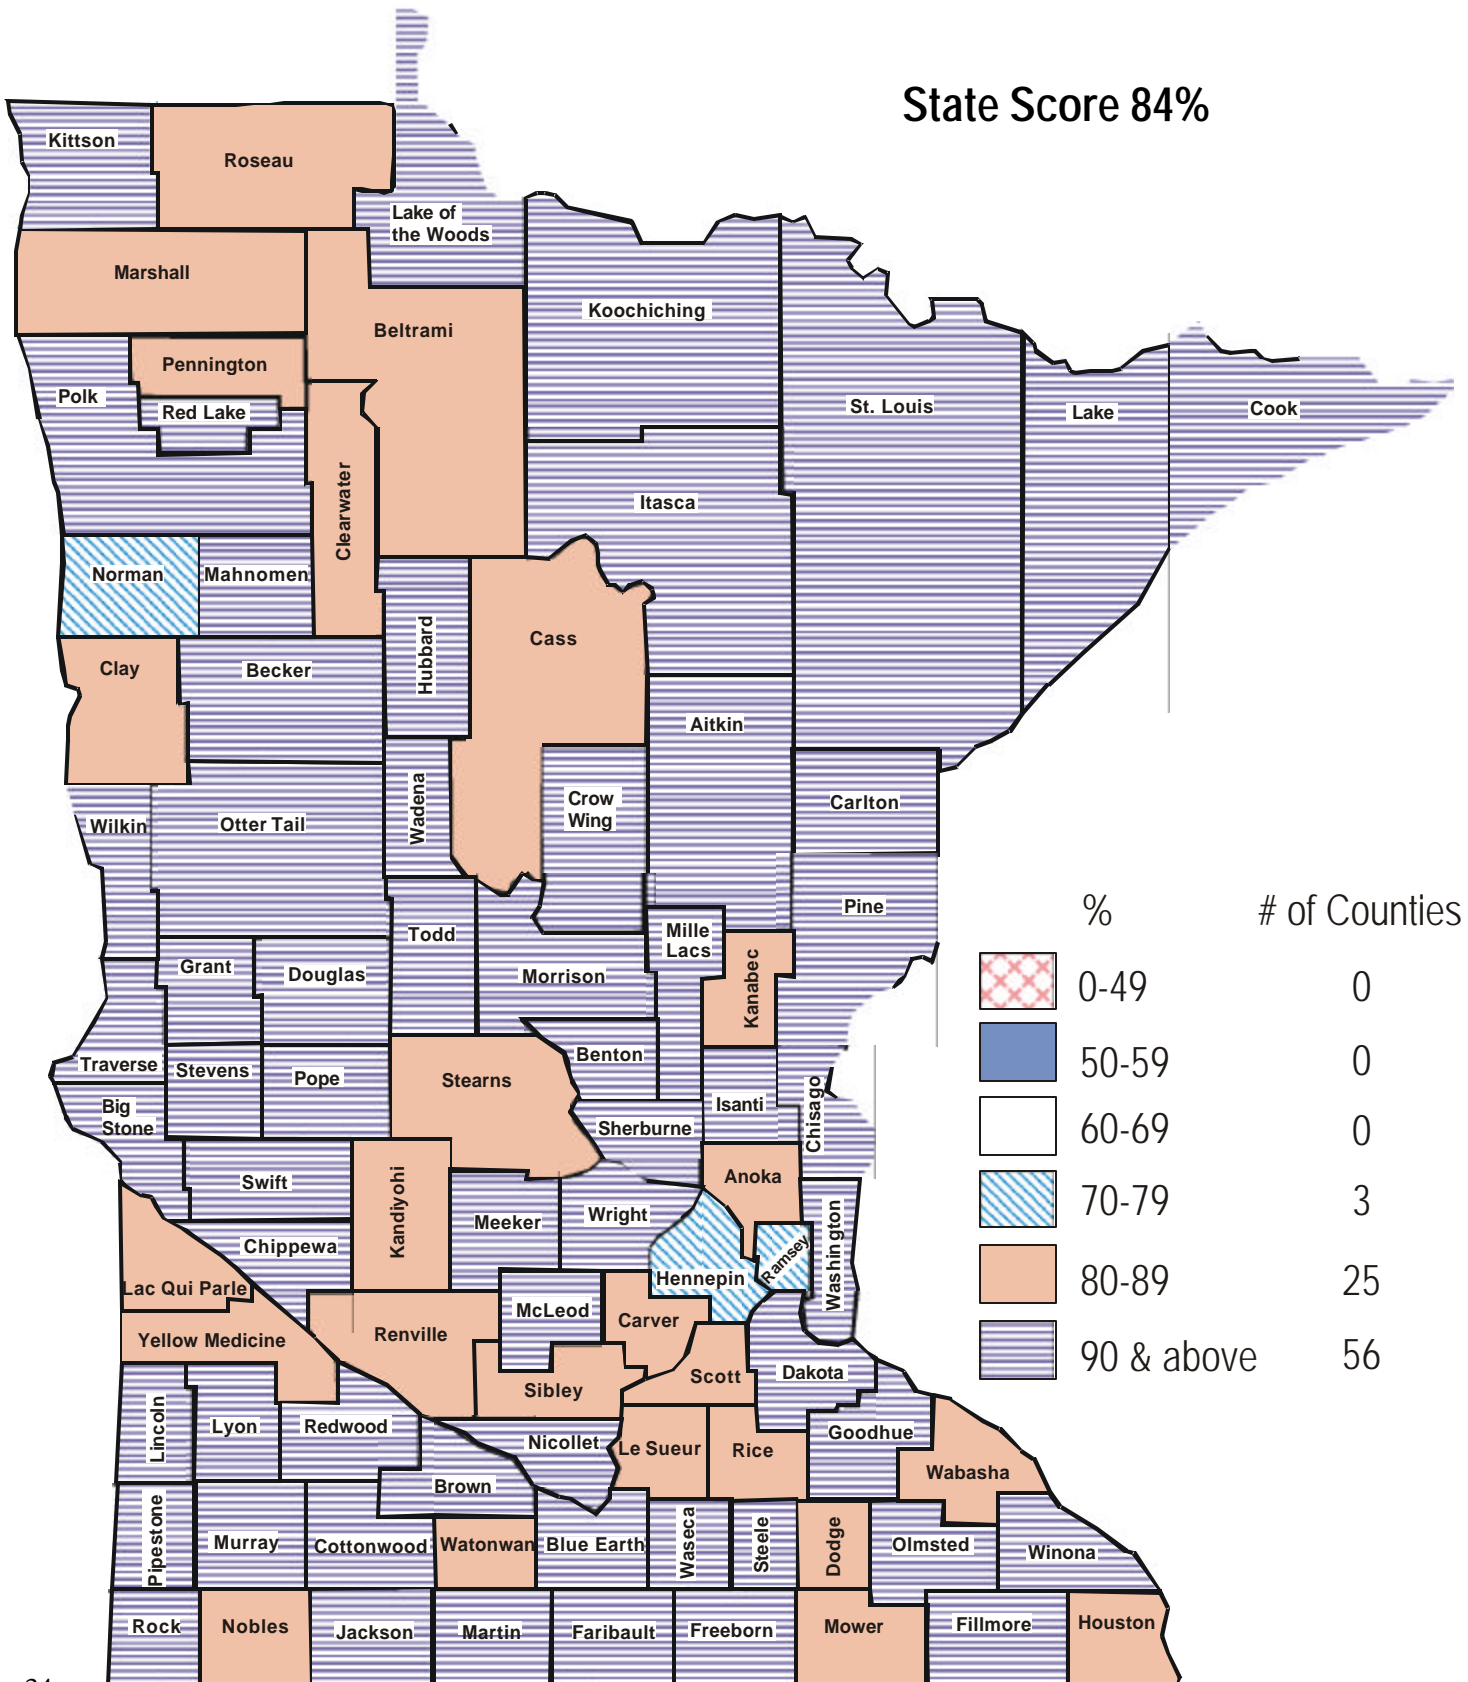 State Score 84%
Kittson
Roseau
Lake of
the Woods
Marshall
Koochiching
Beltrami
Pennington
Polk
Red Lake
St. Louis
Lake
Cook
Clearwater
Itasca
Norman
Mahnomen
Cass
Hubbard
Clay
Becker
Aitkin
Wadena
Crow
Wing
Carlton
Wilkin
Otter Tail
Pine
Todd
Mille
Lacs
Grant
Douglas
Morrison
Kanabec
Traverse
Stevens
Pope
Stearns
Benton
Isanti
Chisago
Big
Stone
Sherburne
Swift
Kandiyohi
Anoka
Meeker
Wright
Washington
Chippewa
Ramsey
Hennepin
Lac Qui Parle
McLeod
Carver
Renville
Yellow Medicine
Scott
Dakota
Sibley
Lincoln
Lyon
Redwood
Nicollet
Le Sueur
Rice
Goodhue
Wabasha
Brown
Pipestone
Murray
Cottonwood
Watonwan
Blue Earth
Waseca
Steele
Dodge
Olmsted
Winona
Rock
Nobles
Jackson
Martin
Faribault
Freeborn
Mower
Fillmore
Houston
% # of Counties
0-49 0
50-59 0
60-69 0
70-79 3
80-89 25
90 & above 56